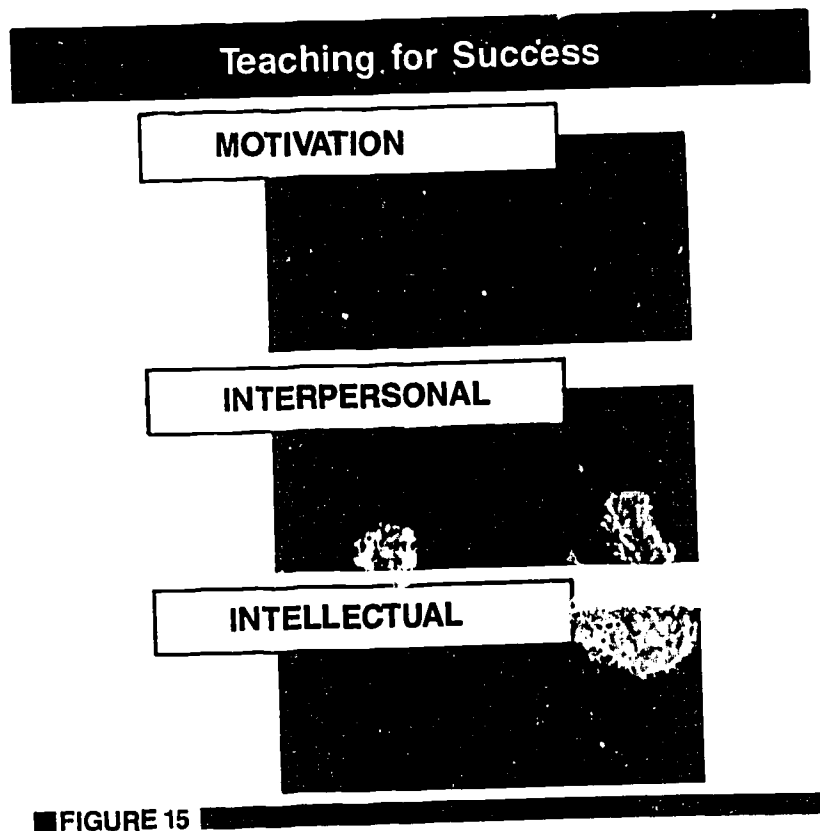 Teaching for Success
MOTIVATION
INTERPERSONAL
INTELLECTUAL
FIGURE 15